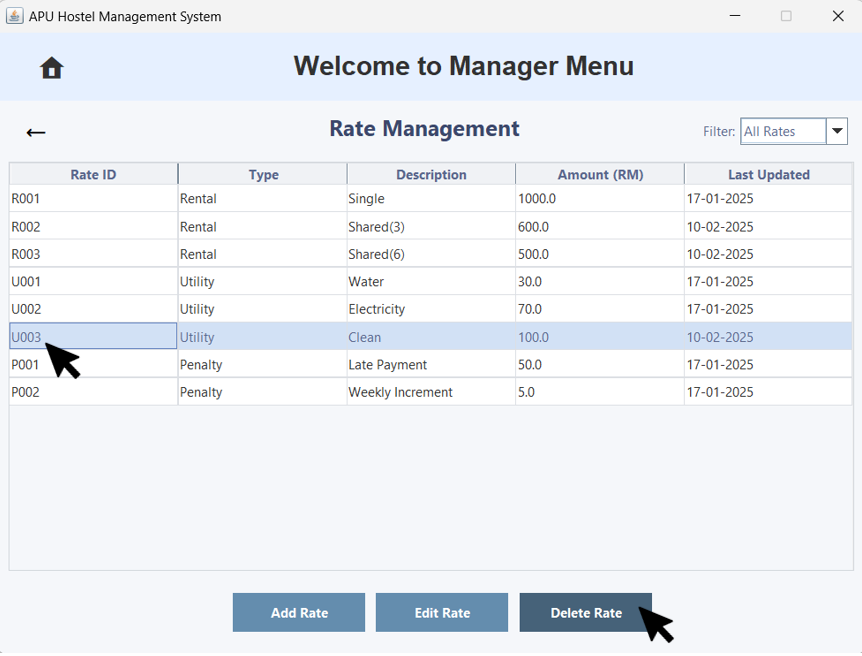 APU Hostel Management System
Welcome to Manager Menu
Rate Management
Filter: All Rates
Rate ID Type Description Amount (RM) Last Updated
R001 Rental Single 1000.0 17-01-2025
R002 Rental Shared(3) 600.0 10-02-2025
R003 Rental Shared(6) 500.0 10-02-2025
U001 Utility Water 30.0 17-01-2025
U002 Utility Electricity 70.0 17-01-2025
U003 Utility Clean 100.0 10-02-2025
P001 Penalty Late Payment 50.0 17-01-2025
P002 Penalty Weekly Increment 5.0 17-01-2025
Add Rate Edit Rate Delete Rate